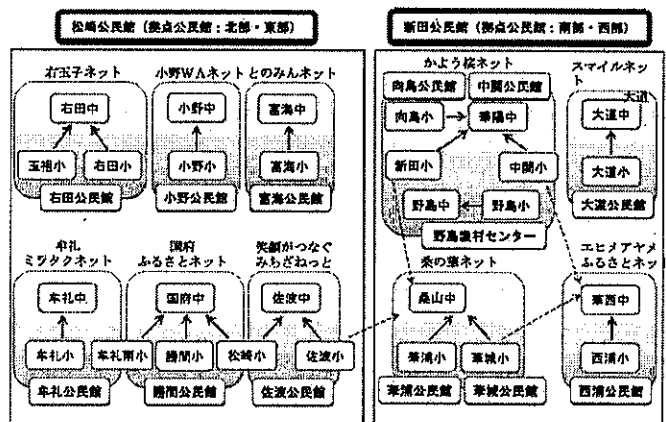 松崎公民館（拠点公民館：北部・東部）
右玉子ネット
右田中
玉祖小
右田小
右田公民館
小野WAネット
小野中
小野小
小野公民館
とのみんネット
富海中
富海小
富海公民館
牟礼
ミツタクネット
牟礼中
牟礼小
牟礼公民館
国府
ふるさとネット
国府中
牟礼南小
勝間小
松崎小
勝間公民館
笑顔がつなぐ
みちざねっと
佐波中
佐波小
佐波公民館
新田公民館（拠点公民館：南部・西部）
かよう桜ネット
向島公民館
中関公民館
向島小
華陽中
新田小
中関小
野島中
野島小
野島漁村センター
スマイルネッ
ト
大道
大道中
大道小
大道公民館
桑の葉ネット
桑山中
華浦小
華城小
華浦公民館
華城公民館
エヒメアヤメ
ふるさとネット
華西中
西浦小
西浦公民館